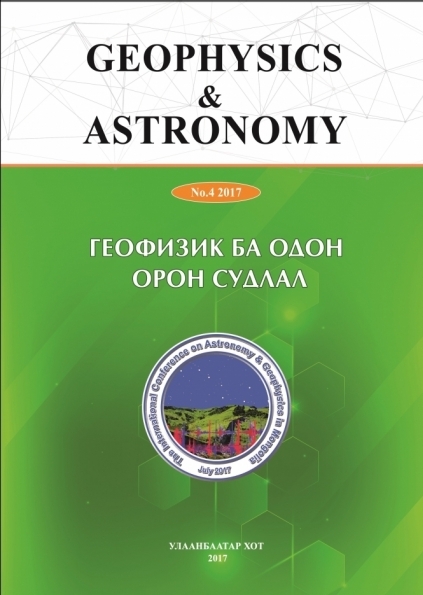 GEOPHYSICS
&
ASTRONOMY
No.4 2017
ГЕОФИЗИК БА ОДОН
ОРОН СУДЛАЛ
The International Conference on Astronomy & Geophysics in Mongolia
July 2017
УЛААНБААТАР ХОТ
2017